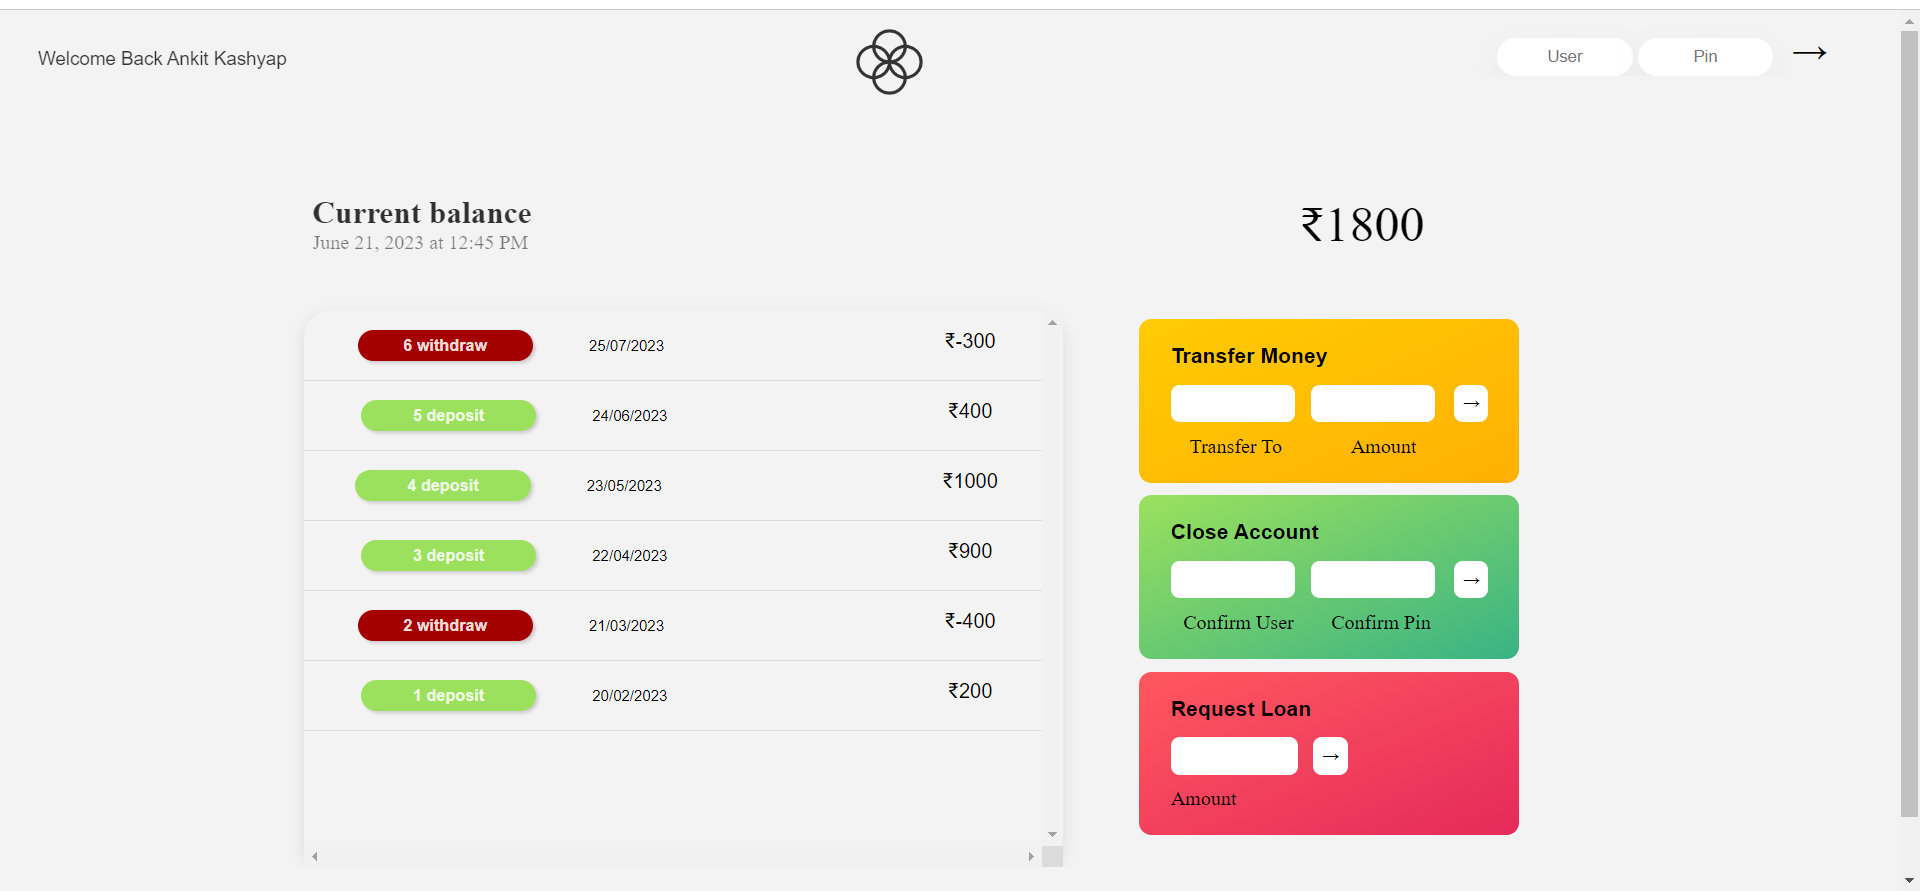 Welcome Back Ankit Kashyap
User
Pin
→
Current balance
June 21, 2023 at 12:45 PM
₹1800
6 withdraw 25/07/2023 ₹-300
5 deposit 24/06/2023 ₹400
4 deposit 23/05/2023 ₹1000
3 deposit 22/04/2023 ₹900
2 withdraw 21/03/2023 ₹-400
1 deposit 20/02/2023 ₹200
Transfer Money
→
Transfer To Amount
Close Account
→
Confirm User Confirm Pin
Request Loan
→
Amount